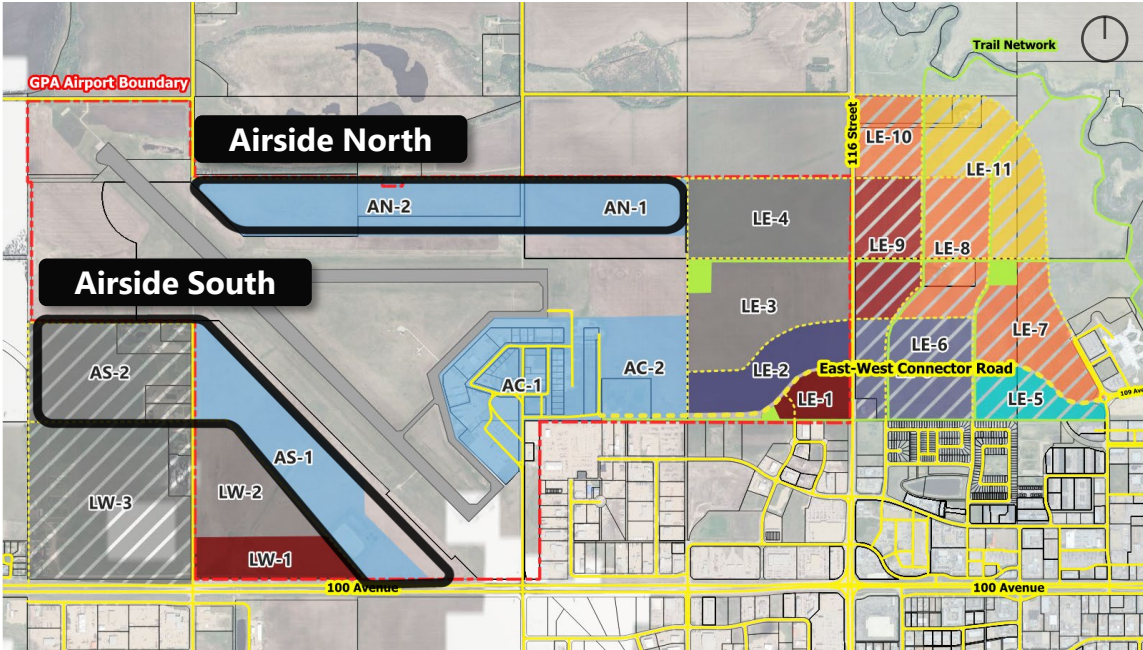 Trail Network
GPA Airport Boundary
Airside North
116 Street
LE-10
LE-11
AN-2
AN-1
LE-4
LE-9
LE-8
Airside South
LE-3
LE-7
AS-2
LE-6
LE-2
East-West Connector Road
AC-2
AC-1
LE-1
LE-5
109 Ave
AS-1
LW-2
LW-3
LW-1
100 Avenue
100 Avenue